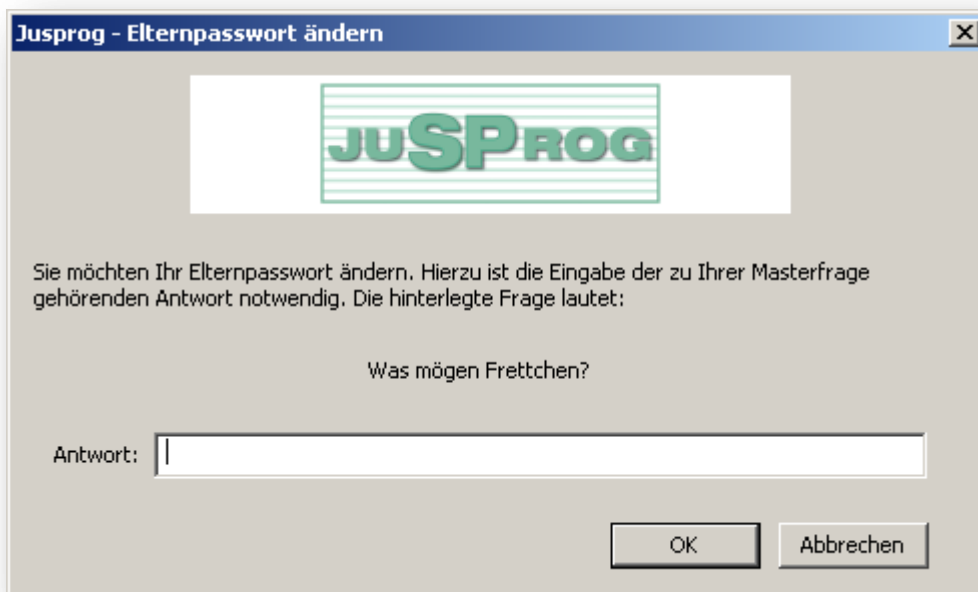 Jusprog - Elternpasswort ändern
JUSPROG
Sie möchten Ihr Elternpasswort ändern. Hierzu ist die Eingabe der zu Ihrer Masterfrage
gehörenden Antwort notwendig. Die hinterlegte Frage lautet:
Was mögen Frettchen?
Antwort:
OK Abbrechen